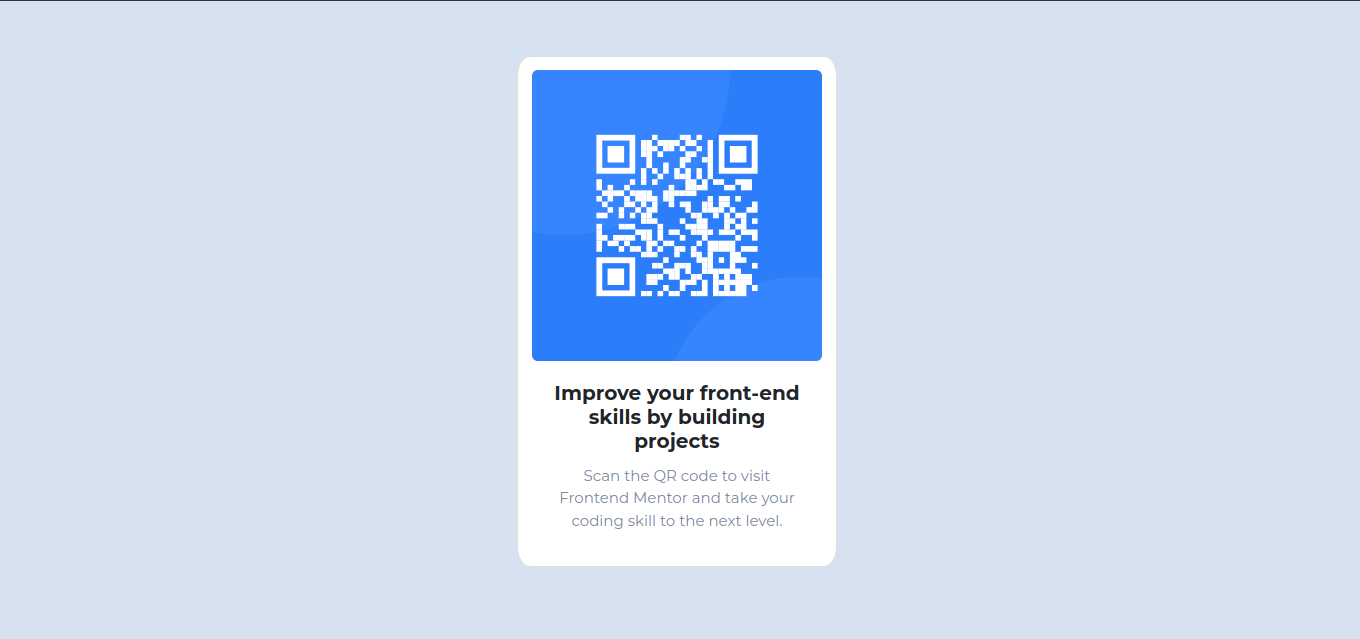 Improve your front-end
skills by building
projects
Scan the QR code to visit
Frontend Mentor and take your
coding skill to the next level.